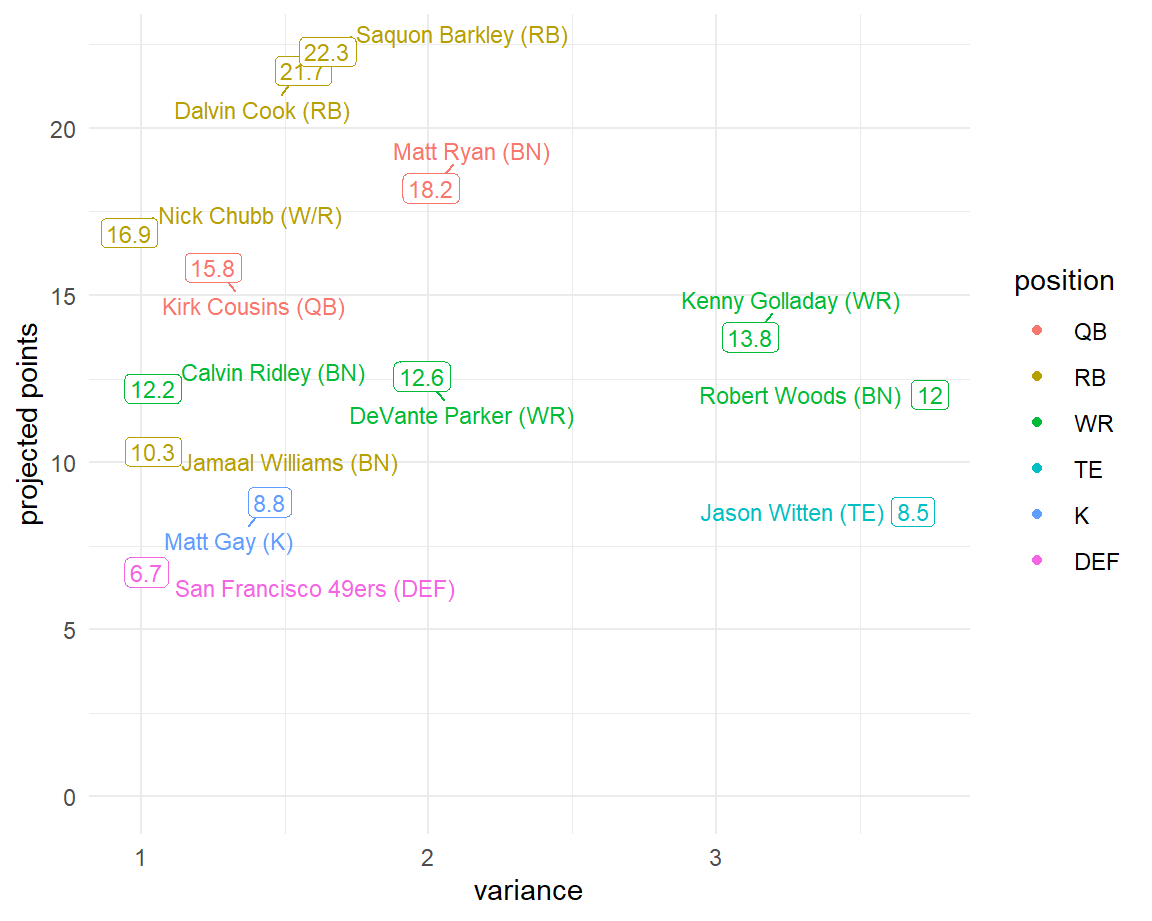 Saquon Barkley (RB)
22.3
21.7
Dalvin Cook (RB)
20
Matt Ryan (BN)
18.2
Nick Chubb (W/R)
16.9
15.8
Kirk Cousins (QB)
15
Kenny Golladay (WR)
13.8
Calvin Ridley (BN)
12.2
12.6
DeVante Parker (WR)
Robert Woods (BN)
12
10.3
Jamaal Williams (BN)
10
8.8
Matt Gay (K)
Jason Witten (TE)
8.5
6.7
San Francisco 49ers (DEF)
5
0
projected points
1
2
3
variance
position
QB
RB
WR
TE
K
DEF